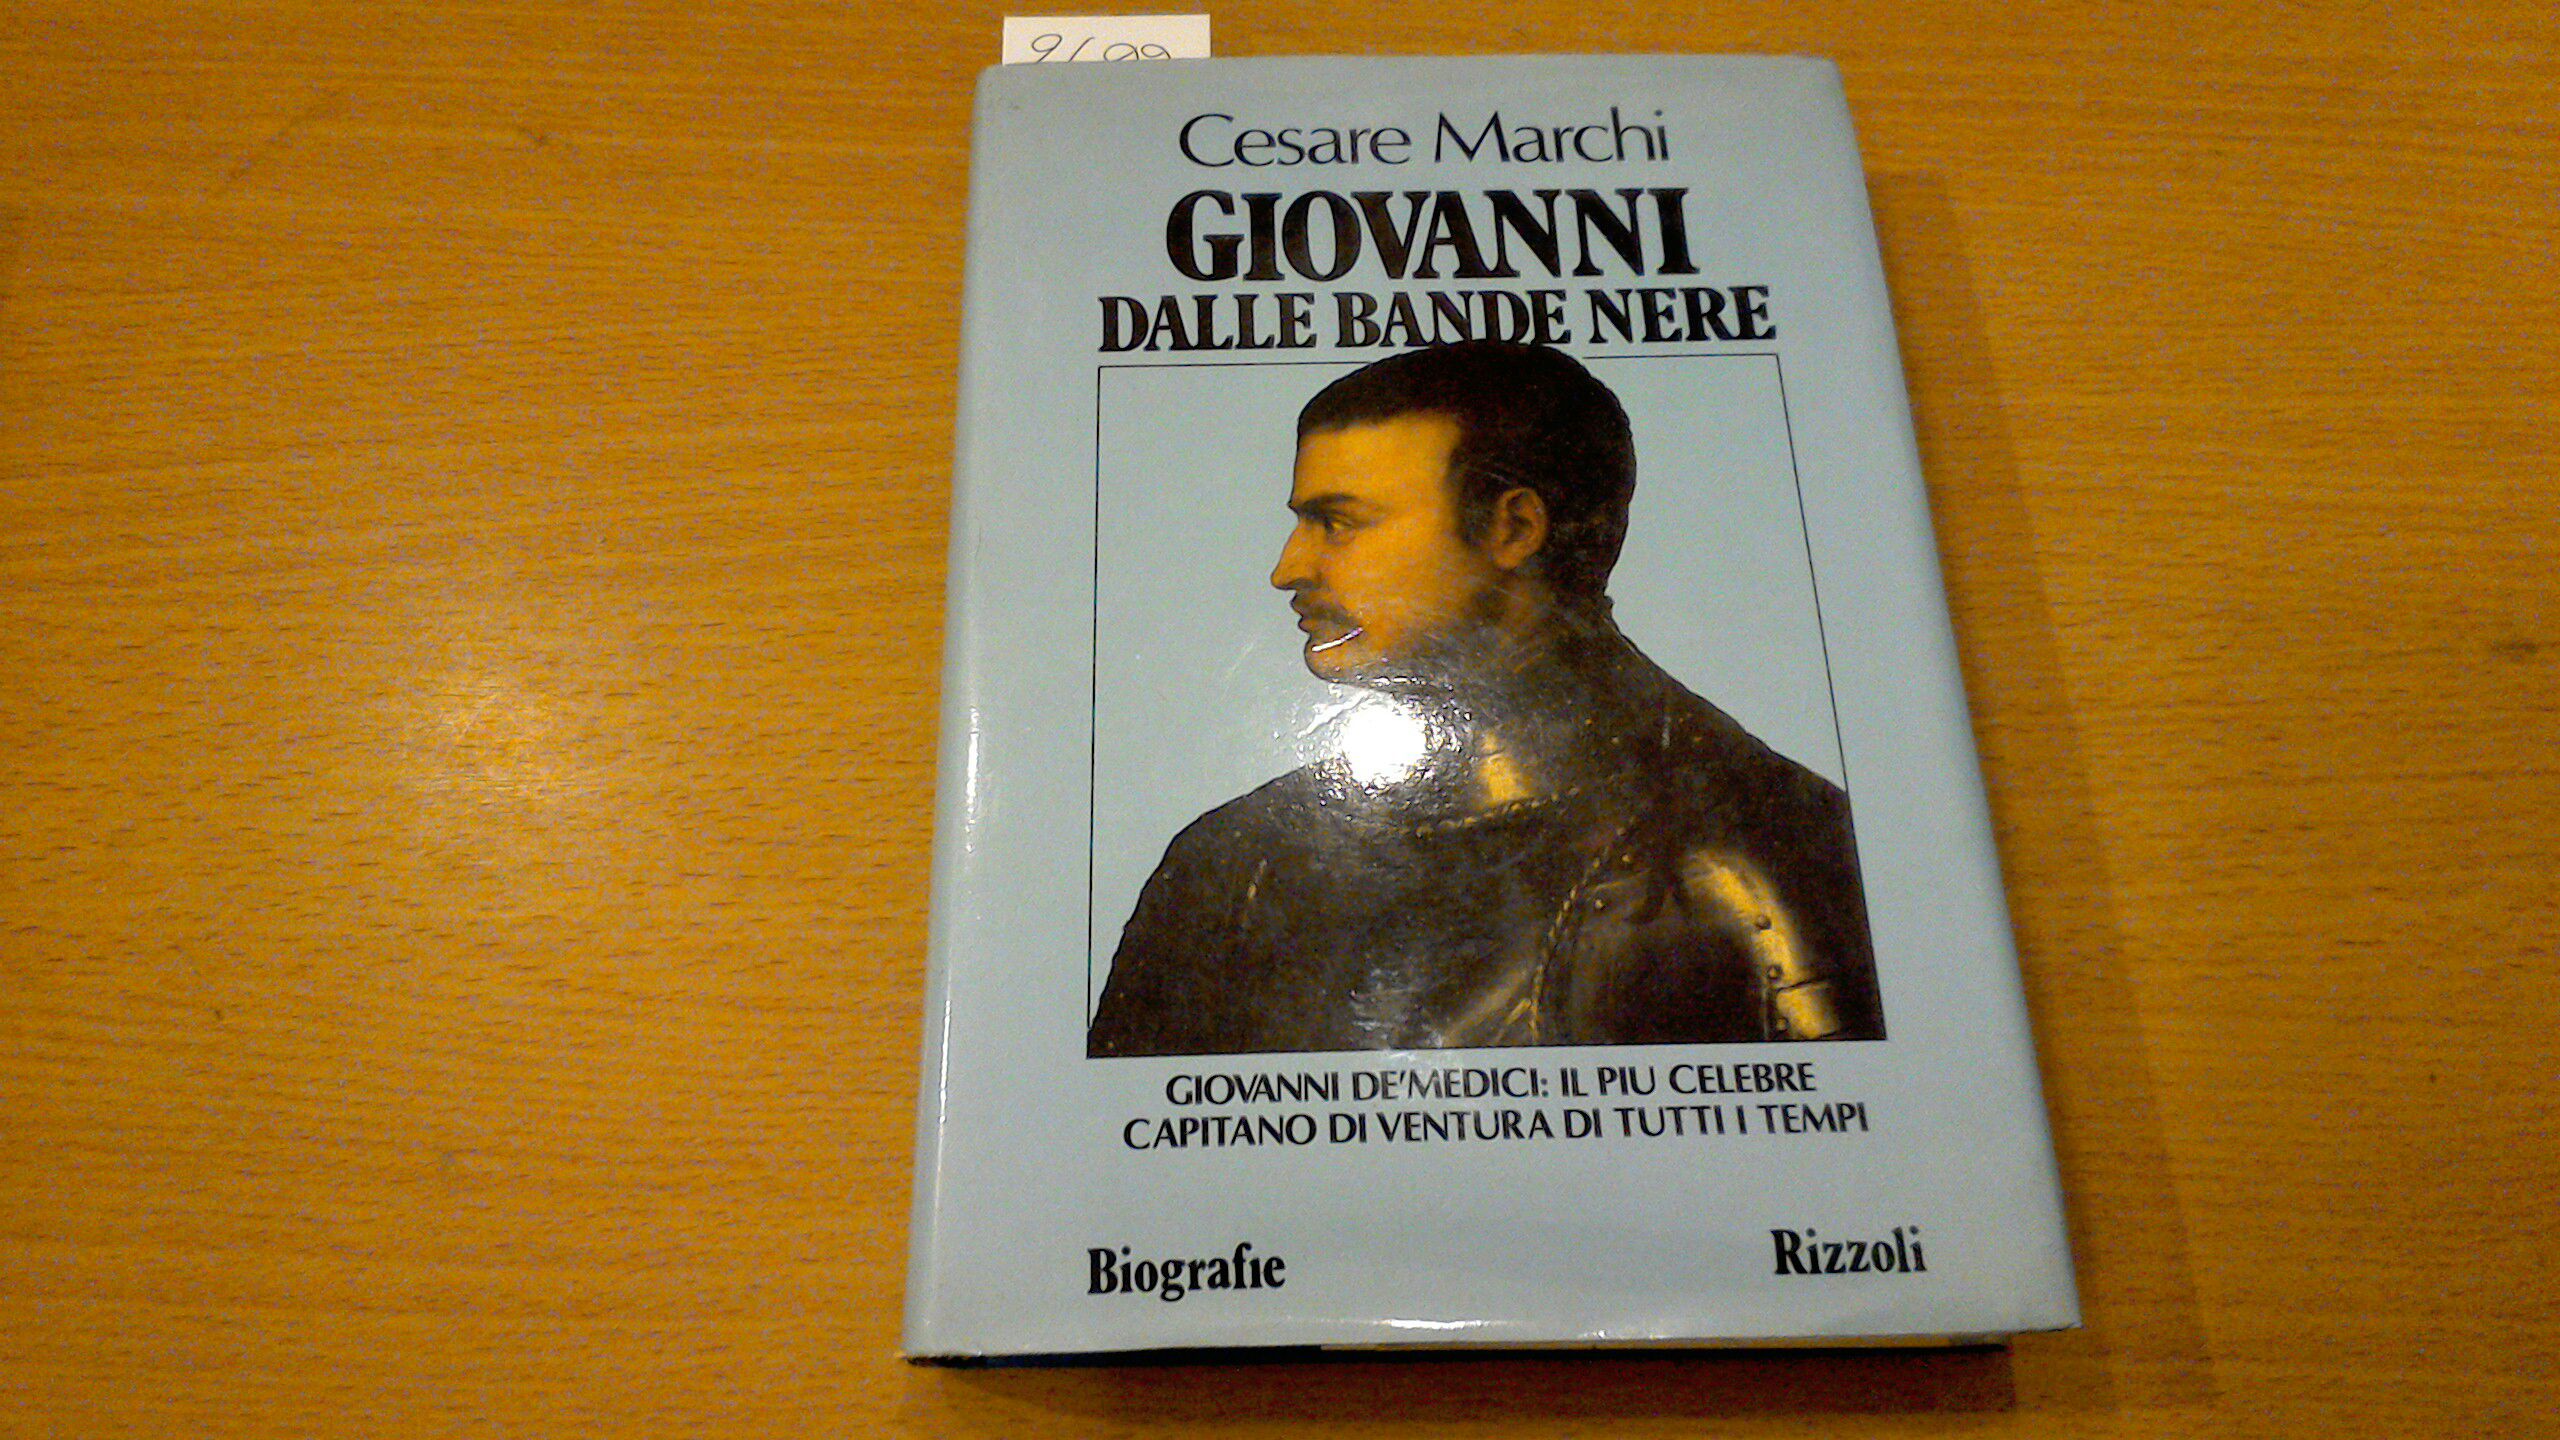 Cesare Marchi
GIOVANNI
DALLE BANDE NERE
GIOVANNI DE'MEDICI: IL PIU CELEBRE
CAPITANO DI VENTURA DI TUTTI I TEMPI
Biografie
Rizzoli